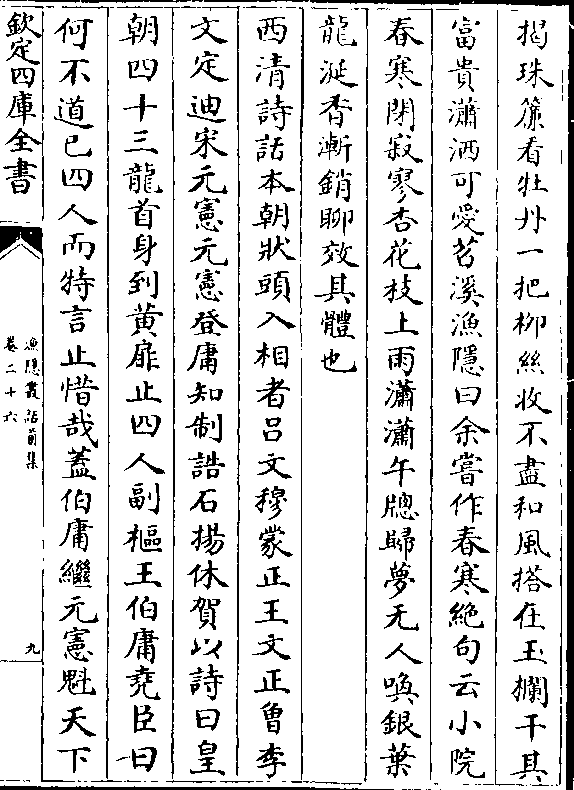 揭珠簾看牡丹一把柳絲收不盡和風搭在玉欄干其
富貴瀟洒可愛苕溪漁隱曰余嘗作春寒絶句云小院
春寒閉寂寥杏花枝上雨瀟瀟午牕歸夢无人喚銀葉
龍涎香漸銷聊效其體也
西清詩話本朝狀頭入相者吕文穆蒙正王文正曾李
文定迪宋元憲元憲登庸知制誥石揚休賀以詩曰皇
朝四十三龍首身到黄扉止四人副樞王伯庸堯臣曰
何不道已四人而特言止惜哉蓋伯庸繼元憲魁天下
欽定四庫全書
漁隱叢話前集
卷二十六
九